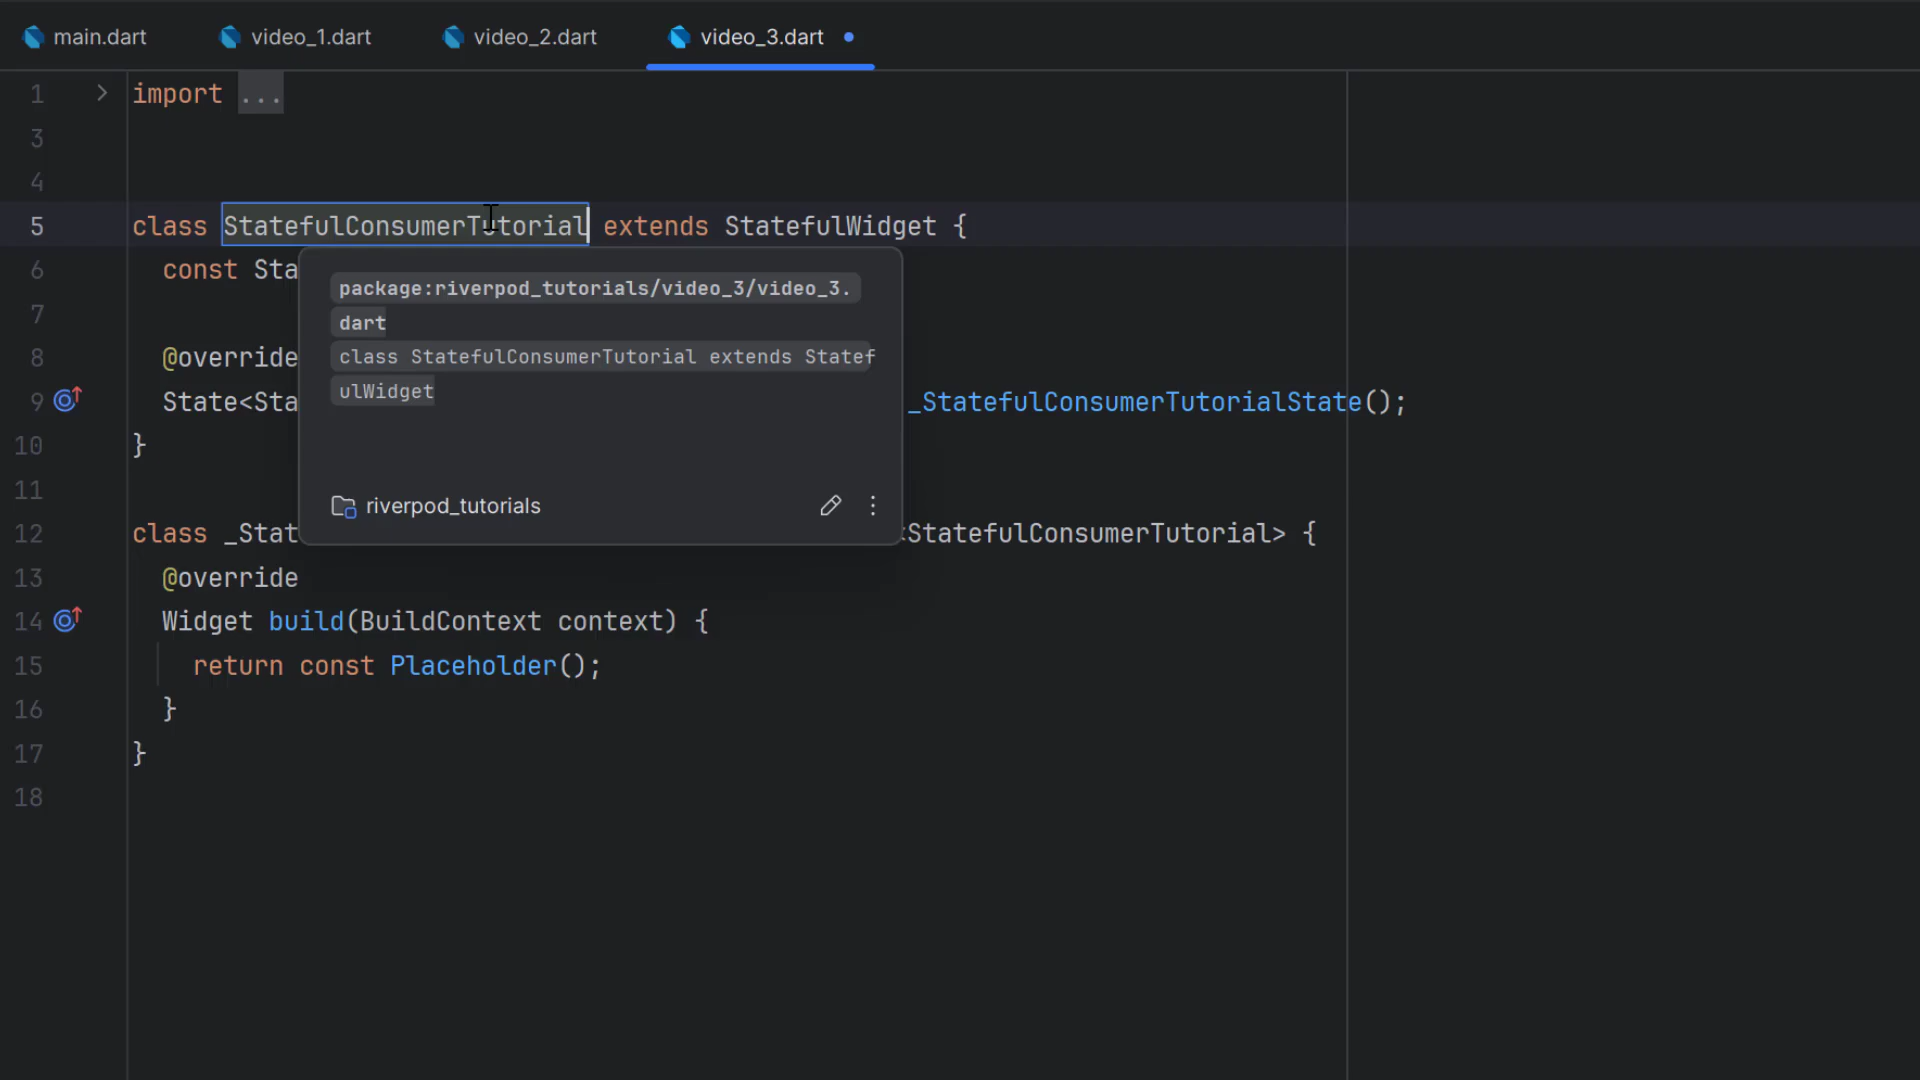 main.dart video_1.dart video_2.dart video_3.dart
1 import ...
3
4
5 class StatefulConsumerTutorial extends StatefulWidget {
6 const Sta
package:riverpod_tutorials/video_3/video_3.
7
dart
8 @override
class StatefulConsumerTutorial extends Statef
ulWidget
9 State<Sta _StatefulConsumerTutorialState();
10 }
11
riverpod_tutorials
12 class _Stat <StatefulConsumerTutorial> {
13 @override
14 Widget build(BuildContext context) {
15 return const Placeholder();
16 }
17 }
18